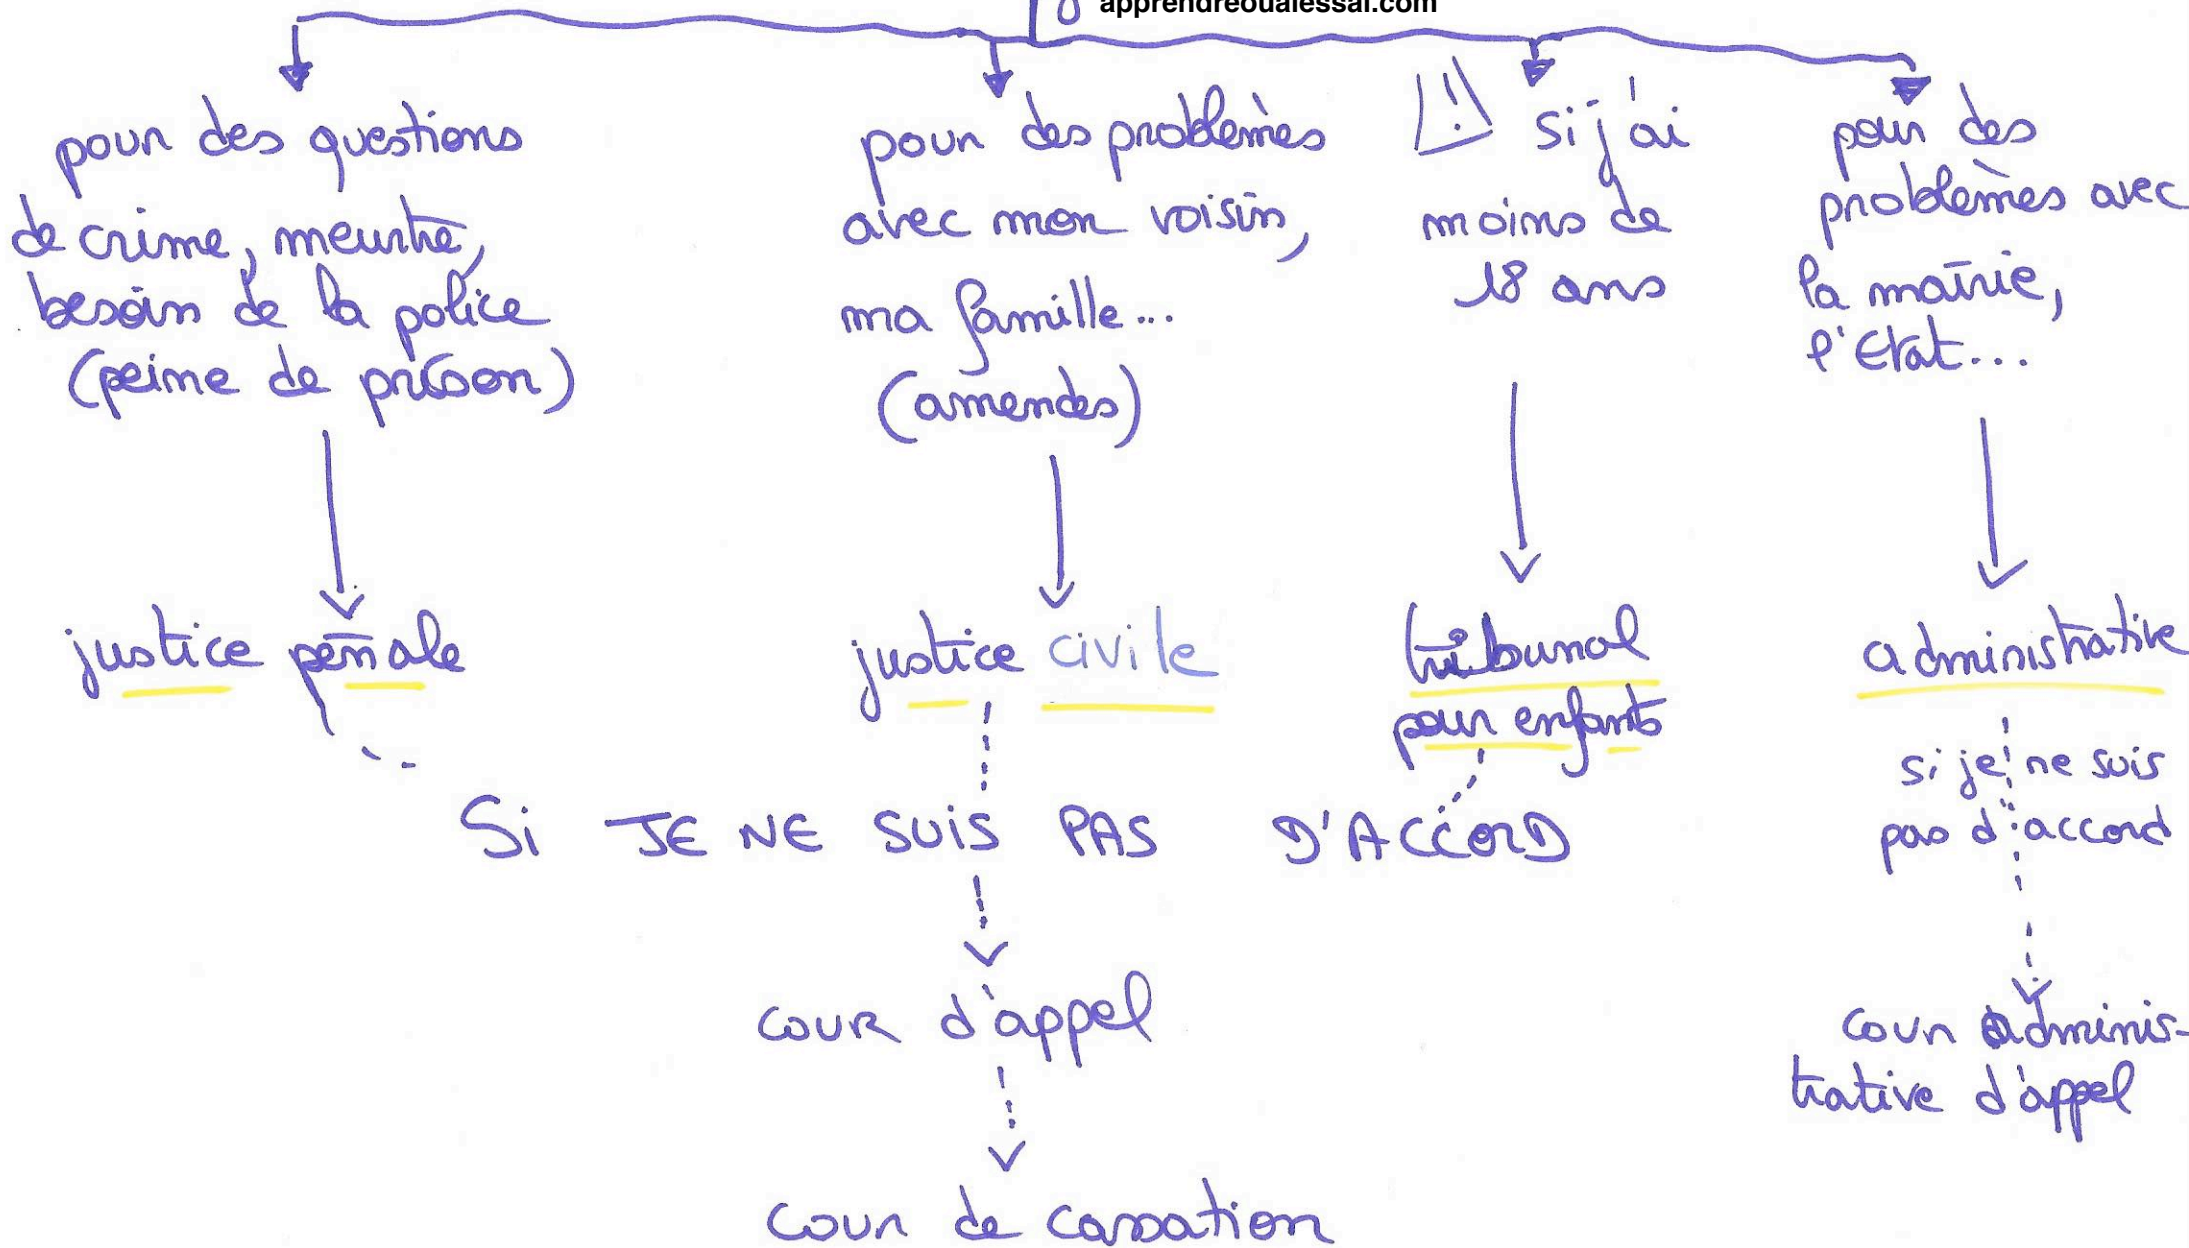 apprendreoualessai.com
pour des questions
de crime, meurtre,
besoin de la police
(peine de prison)
justice pénale
pour des problèmes
avec mon voisin,
ma famille...
(amendes)
justice civile
! si j'ai
moins de
18 ans
tribunal
pour enfants
pour des
problèmes avec
la mairie,
l'Etat...
administrative
si je ne suis
pas d'accord
cour adminis-
trative d'appel
Si JE NE SUIS PAS D'ACCORD
cour d'appel
cour de cassation